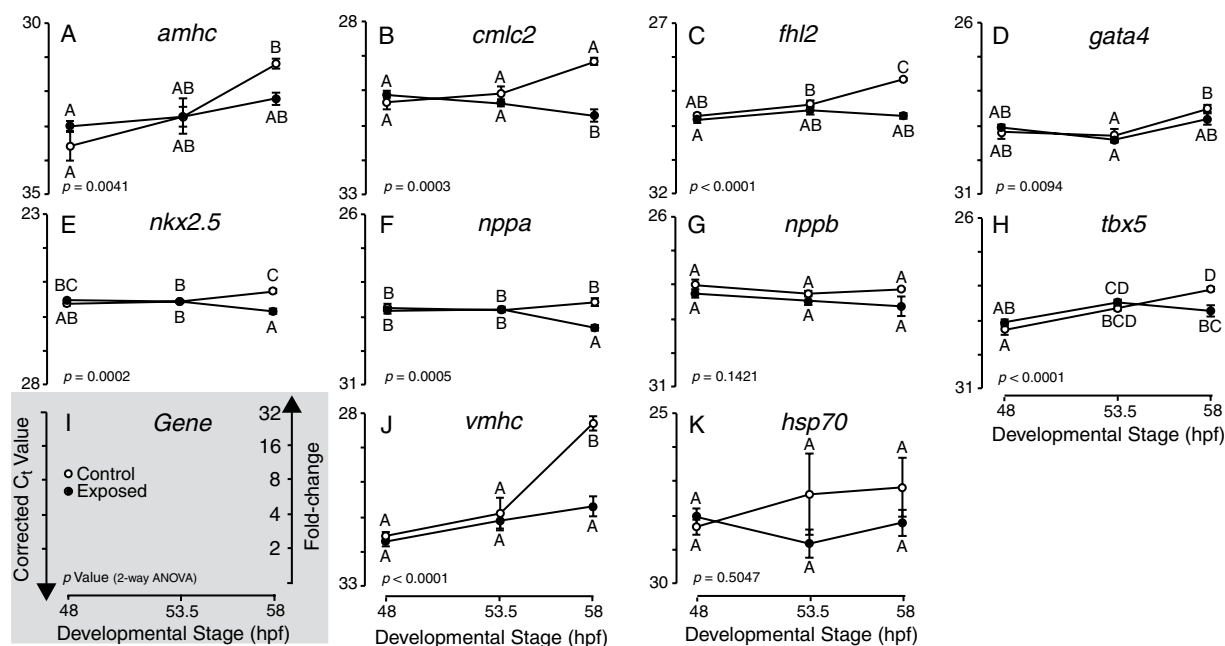 A amhc
30
A
A
AB
AB
B
AB
35
p = 0.0041
B cmlc2
28
A
A
A
A
A
B
33
p = 0.0003
C fhl2
27
AB
A
B
AB
C
AB
32
p < 0.0001
D gata4
26
AB
AB
A
A
B
AB
31
p = 0.0094
E nkx2.5
23
BC
AB
B
B
C
A
28
p = 0.0002
F nppa
26
B
B
B
B
B
A
31
p = 0.0005
G nppb
26
A
A
A
A
A
A
31
p = 0.1421
H tbx5
26
AB
A
CD
BCD
D
BC
31
p < 0.0001
48 53.5 58
Developmental Stage (hpf)
I Gene
Corrected Ct Value
Control
Exposed
32
16
8
4
2
Fold-change
p Value (2-way ANOVA)
48 53.5 58
Developmental Stage (hpf)
J vmhc
28
A
A
A
A
B
A
33
p < 0.0001
48 53.5 58
Developmental Stage (hpf)
K hsp70
25
A
A
A
A
A
A
30
p = 0.5047
48 53.5 58
Developmental Stage (hpf)